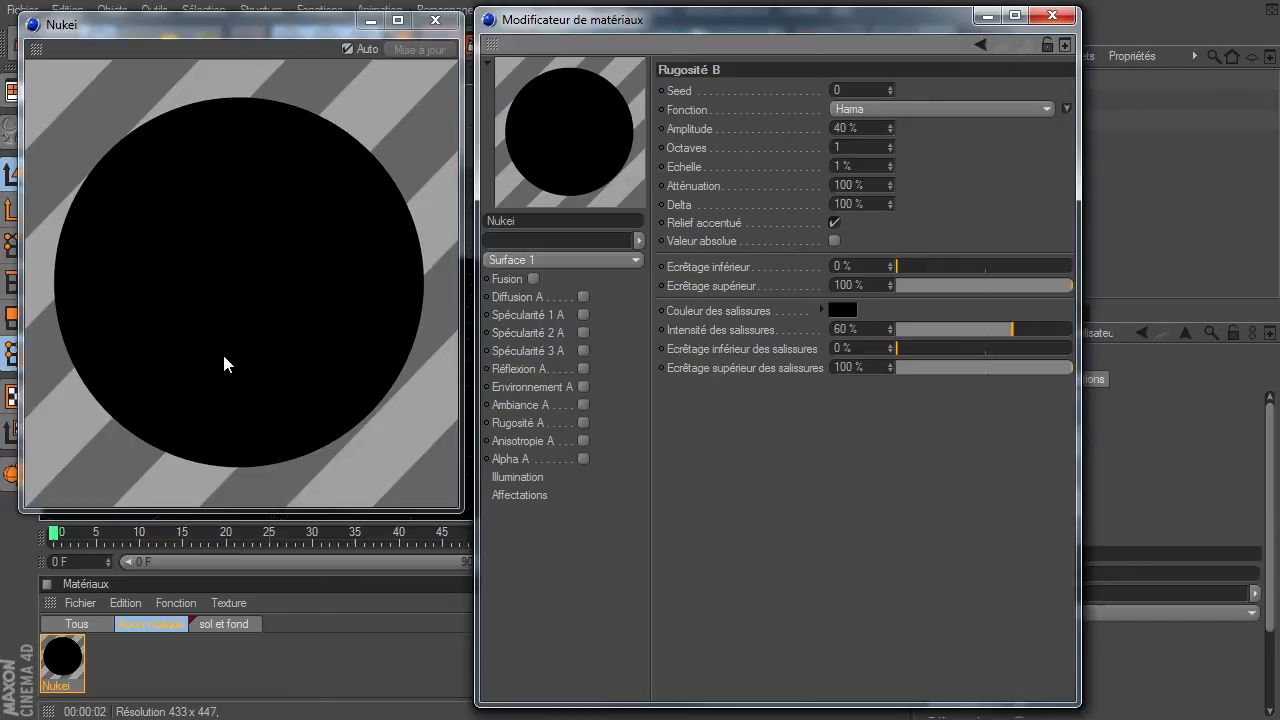 Nukei
Auto
Mise à jour
Modificateur de matériaux
Propriétés
Nukei
Surface 1
Fusion
Diffusion A . . . . .
Spécularité 1 A
Spécularité 2 A
Spécularité 3 A
Réflexion A . . . .
Environnement A
Ambiance A . . . .
Rugosité A . . . . .
Anisotropie A . . .
Alpha A . . . . . . .
Illumination
Affectations
Rugosité B
Seed 0
Fonction Hama
Amplitude 40 %
Octaves 1
Echelle 1 %
Atténuation 100 %
Delta 100 %
Relief accentué
Valeur absolue
Ecrêtage inférieur 0 %
Ecrêtage supérieur 100 %
Couleur des salissures
Intensité des salissures 60 %
Ecrêtage inférieur des salissures 0 %
Ecrêtage supérieur des salissures 100 %
0 5 10 15 20 25 30 35 40 45
0 F 0 F
Matériaux
Fichier Edition Fonction Texture
Tous sol et fond
Nukei
MAXON
CINEMA 4D
00:00:02 Résolution 433 x 447,